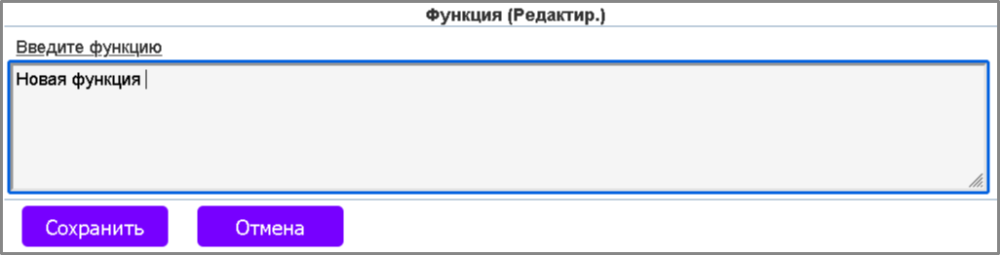 Функция (Редактир.)
Введите функцию
Новая функция
Сохранить Отмена